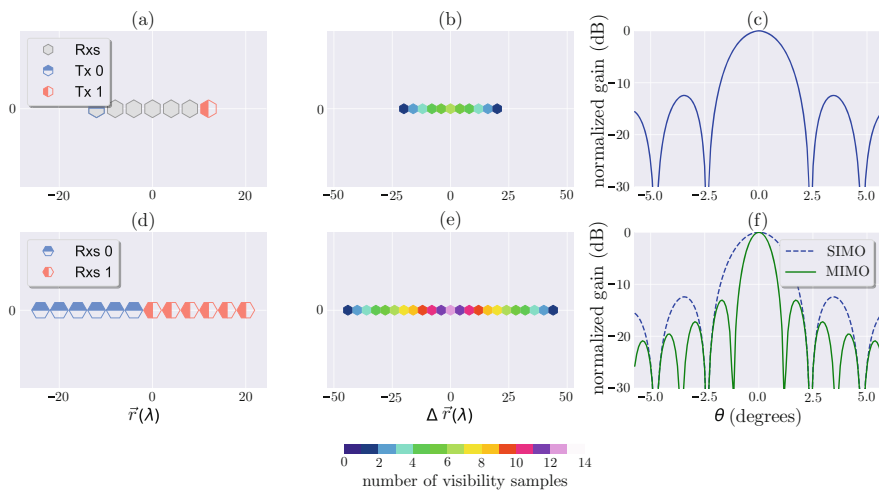 (a)
(b)
(c)
Rxs
Tx 0
Tx 1
0
−20
0
20
0
−50
−25
0
25
50
normalized gain (dB)
0
−10
−20
−30
−5.0
−2.5
0.0
2.5
5.0
(d)
(e)
(f)
Rxs 0
Rxs 1
0
−20
0
20
r⃗(λ)
0
−50
−25
0
25
50
Δ r⃗(λ)
normalized gain (dB)
0
−10
−20
−30
SIMO
MIMO
−5.0
−2.5
0.0
2.5
5.0
θ (degrees)
0 2 4 6 8 10 12 14
number of visibility samples